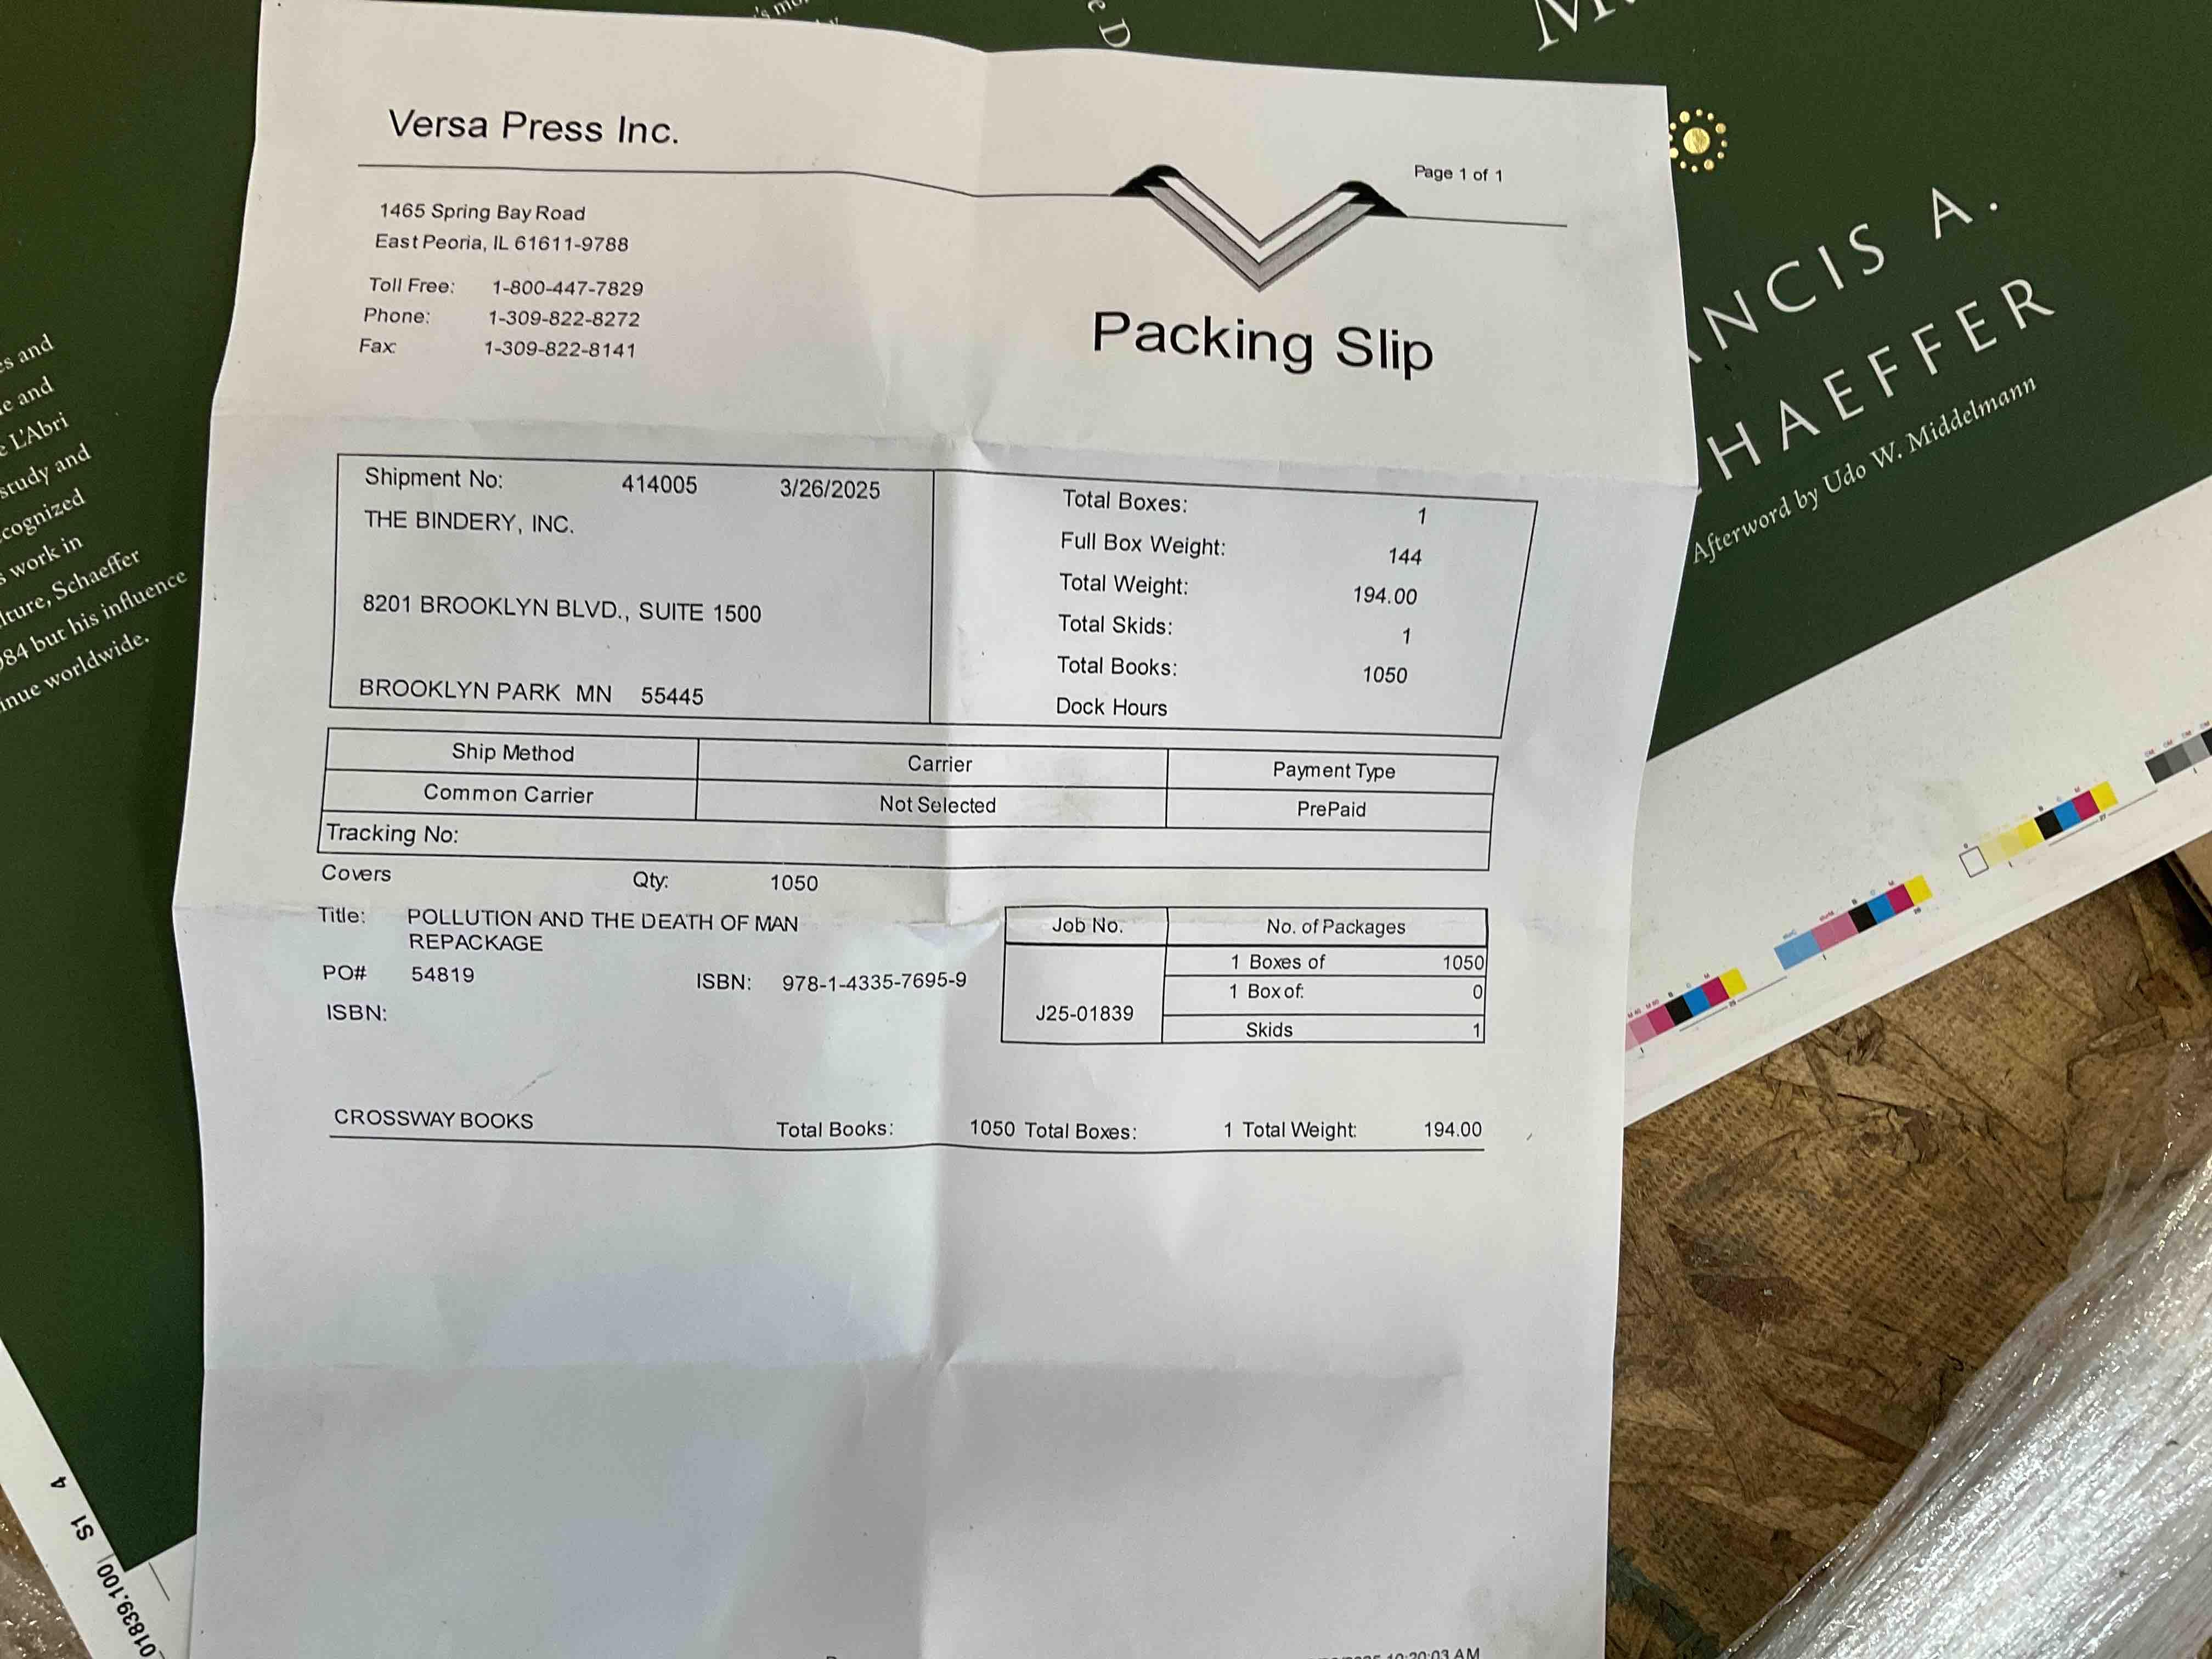 Versa Press Inc.
Page 1 of 1
1465 Spring Bay Road
East Peoria, IL 61611-9788
Toll Free: 1-800-447-7829
Phone: 1-309-822-8272
Fax: 1-309-822-8141
Packing Slip
Shipment No: 414005 3/26/2025
THE BINDERY, INC.
8201 BROOKLYN BLVD., SUITE 1500
BROOKLYN PARK MN 55445
Total Boxes: 1
Full Box Weight: 144
Total Weight: 194.00
Total Skids: 1
Total Books: 1050
Dock Hours
Ship Method Carrier Payment Type
Common Carrier Not Selected PrePaid
Tracking No:
Covers Qty: 1050
Title: POLLUTION AND THE DEATH OF MAN
REPACKAGE
PO# 54819 ISBN: 978-1-4335-7695-9
ISBN:
Job No. No. of Packages
J25-01839
1 Boxes of 1050
1 Box of: 0
Skids 1
CROSSWAY BOOKS Total Books: 1050 Total Boxes: 1 Total Weight: 194.00
10:20:03 AM
NCIS A.
HAEFFER
Afterword by Udo W. Middelmann
es and
e and
e L'Abri
study and
cognized
s work in
lture, Schaeffer
984 but his influence
inue worldwide.
e D
M
4
S1
01839.100